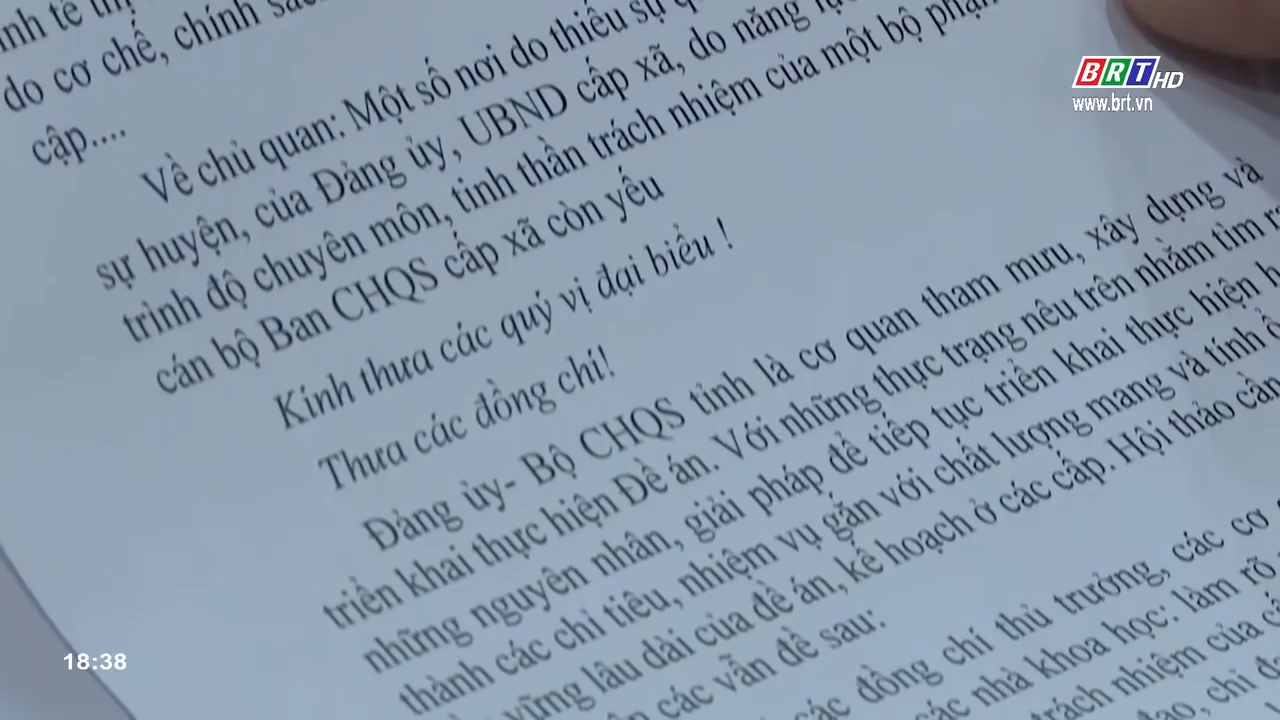 BRT HD
www.brt.vn
do cơ chế, chính
cập....
Về chủ quan: Một số nơi do thiếu sự
sự huyện, của Đảng ủy, UBND cấp xã, do năng
trình độ chuyên môn, tinh thần trách nhiệm của một bộ phận
cán bộ Ban CHQS cấp xã còn yếu
Kính thưa các quý vị đại biểu !
Thưa các đồng chí!
Đảng ủy- Bộ CHQS tỉnh là cơ quan tham mưu, xây dựng và
triển khai thực hiện Đề án. Với những thực trạng nêu trên nhằm tìm
những nguyên nhân, giải pháp để tiếp tục triển khai thực hiện
thành các chỉ tiêu, nhiệm vụ gắn với chất lượng mang và tính
vững lâu dài của đề án, kế hoạch ở các cấp. Hội thảo cần
các vẫn đề sau:
các đồng chí thủ trưởng, các cơ
các nhà khoa học: làm rõ
trách nhiệm của
chỉ
18:38